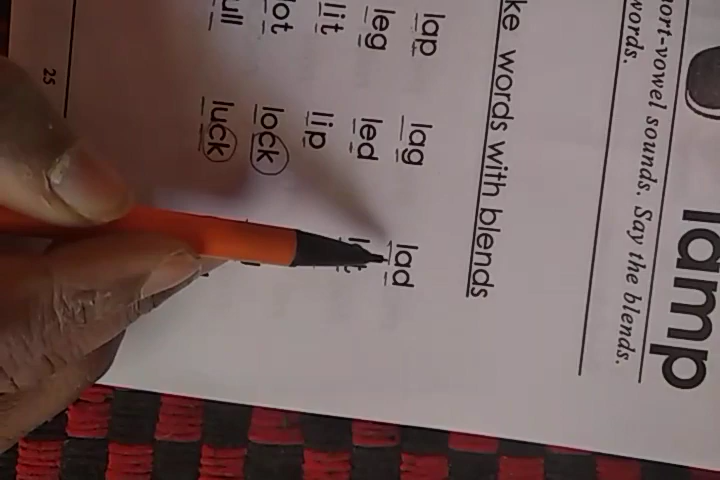 lamp
ort-vowel sounds. Say the blends.
words.
ke words with blends
lap lag lad
leg led
lit lip
lot lock
ull luck
25